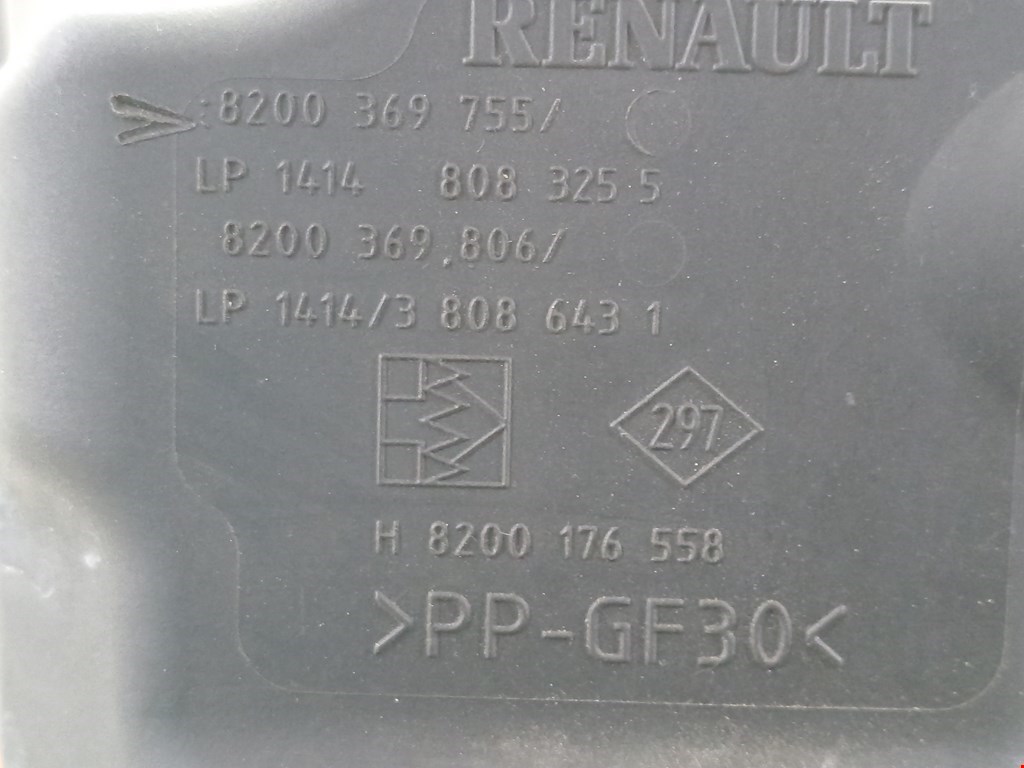 RENAULT
8200 369 755/
LP 1414 808 325 5
8200 369 806/
LP 1414/3 808 643 1
297
H 8200 176 558
>PP-GF30<